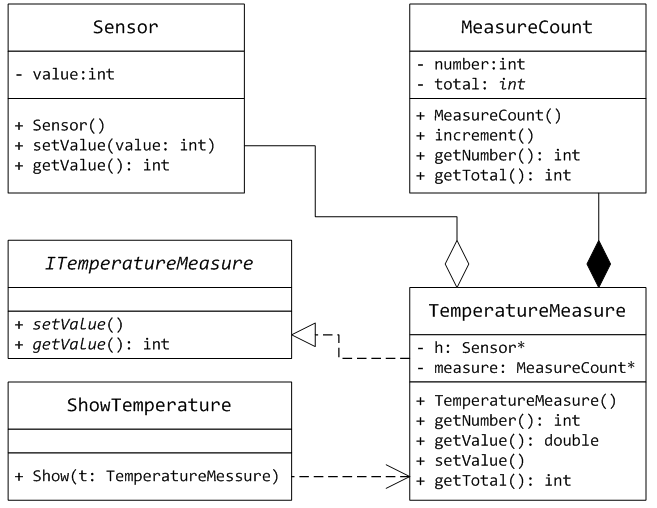 Sensor
- value:int
+ Sensor()
+ setValue(value: int)
+ getValue(): int
MeasureCount
- number:int
- total: int
+ MeasureCount()
+ increment()
+ getNumber(): int
+ getTotal(): int
ITemperatureMeasure
+ setValue()
+ getValue(): int
TemperatureMeasure
- h: Sensor*
- measure: MeasureCount*
+ TemperatureMeasure()
+ getNumber(): int
+ getValue(): double
+ setValue()
+ getTotal(): int
ShowTemperature
+ Show(t: TemperatureMessure)